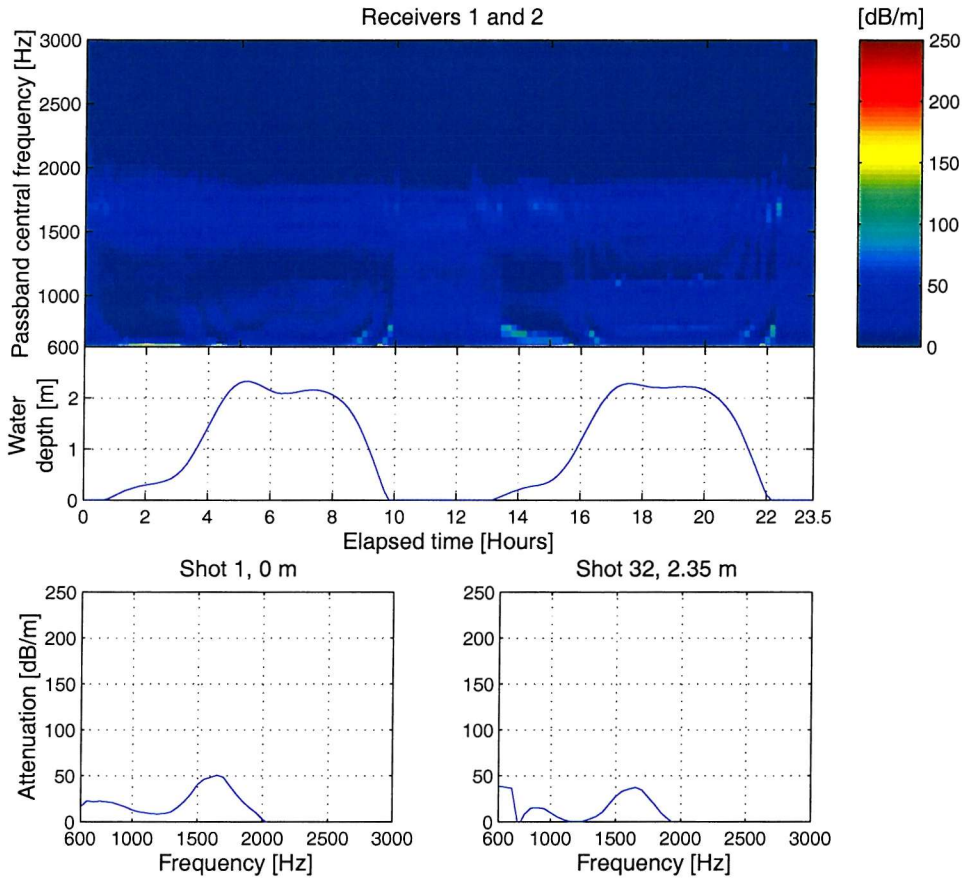 Receivers 1 and 2
[dB/m]
Passband central frequency [Hz]
3000
2500
2000
1500
1000
600
250
200
150
100
50
0
Water
depth [m]
2
1
0
0 2 4 6 8 10 12 14 16 18 20 22 23.5
Elapsed time [Hours]
Shot 1, 0 m
Attenuation [dB/m]
250
200
150
100
50
0
600 1000 1500 2000 2500 3000
Frequency [Hz]
Shot 32, 2.35 m
250
200
150
100
50
0
600 1000 1500 2000 2500 3000
Frequency [Hz]